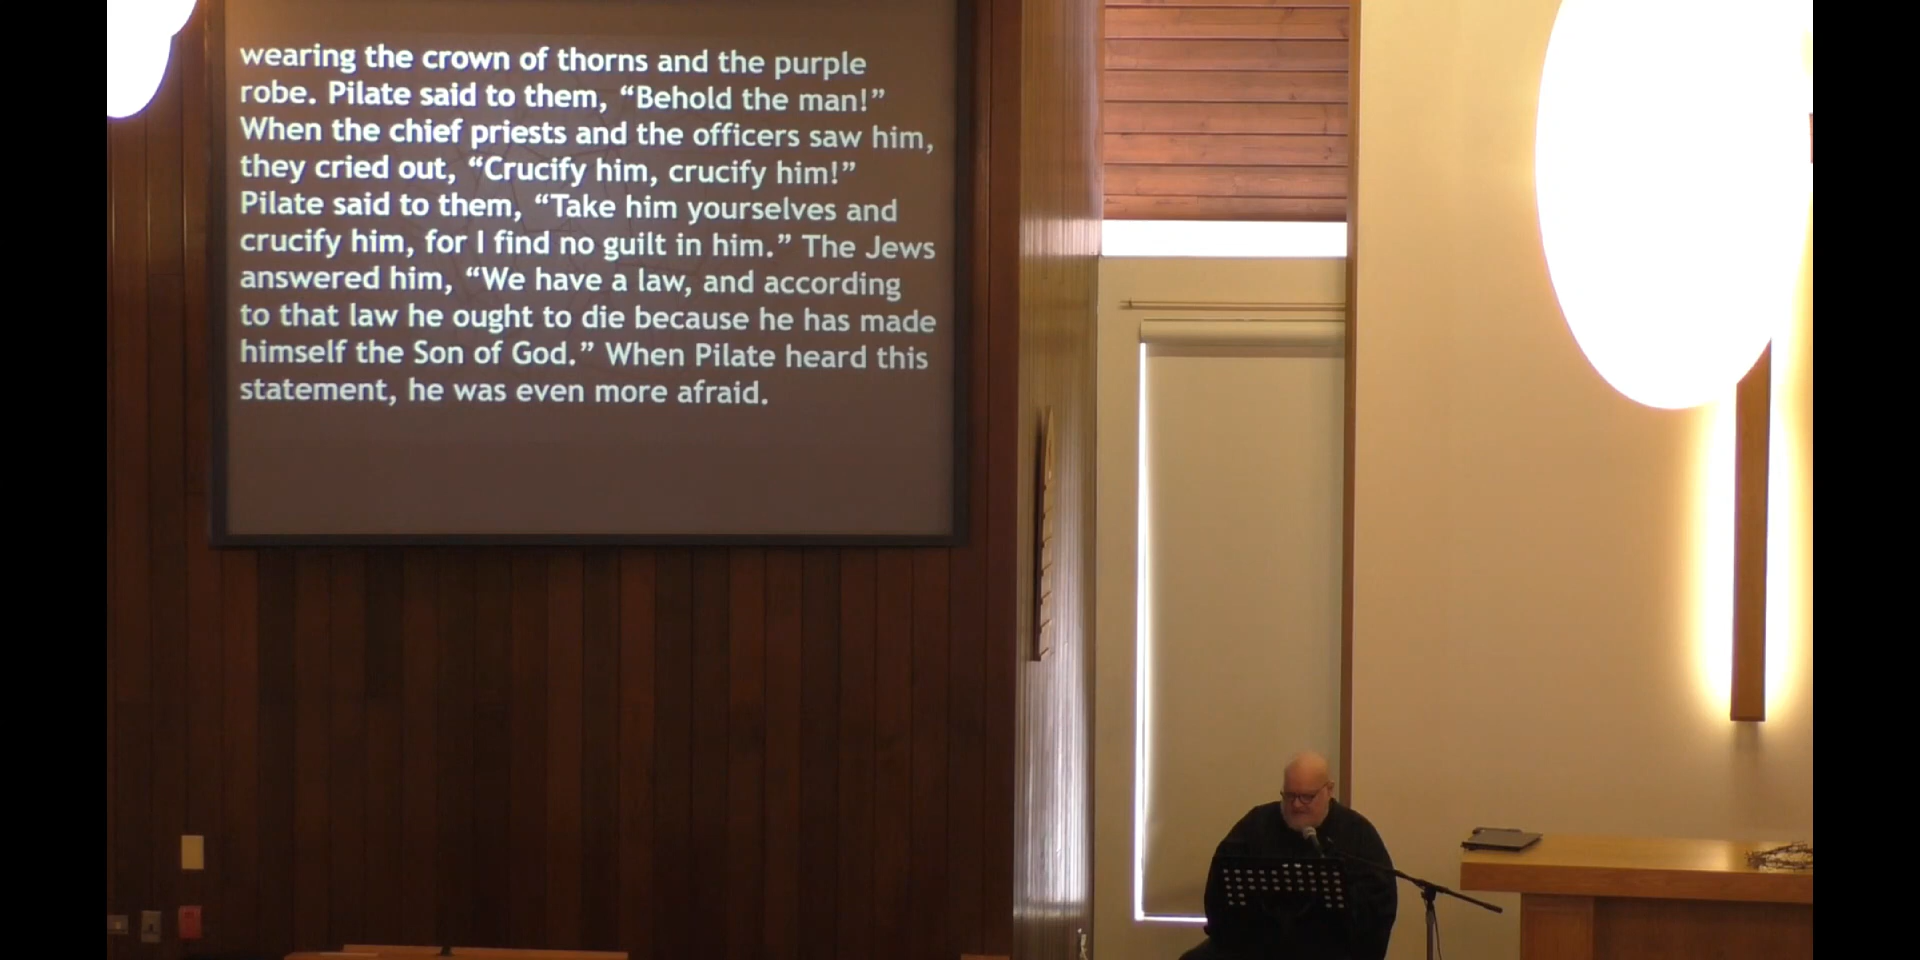 wearing the crown of thorns and the purple
robe. Pilate said to them, “Behold the man!”
When the chief priests and the officers saw him,
they cried out, “Crucify him, crucify him!”
Pilate said to them, “Take him yourselves and
crucify him, for I find no guilt in him.” The Jews
answered him, “We have a law, and according
to that law he ought to die because he has made
himself the Son of God.” When Pilate heard this
statement, he was even more afraid.